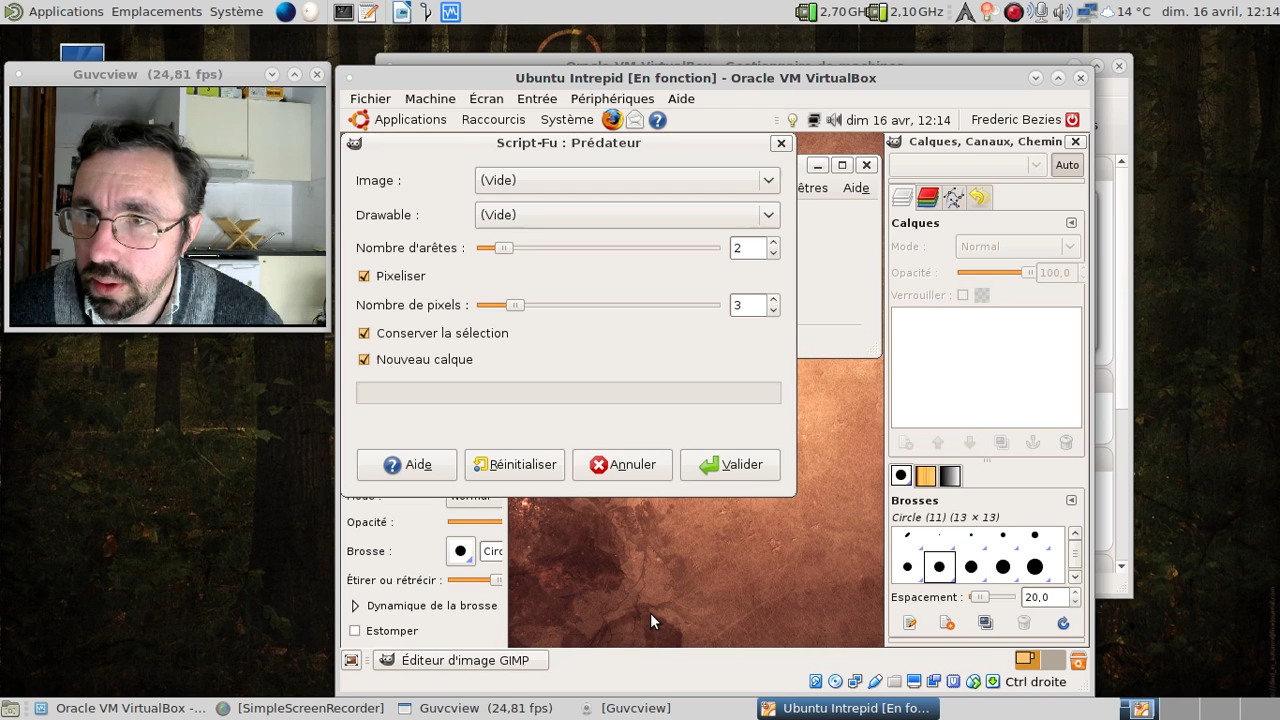 Applications Emplacements Système 2,70 GH 2,10 GHz 14 °C dim. 16 avril, 12:14
Guvcview (24,81 fps)
Ubuntu Intrepid [En fonction] - Oracle VM VirtualBox
Fichier Machine Écran Entrée Périphériques Aide
Applications Raccourcis Système dim 16 avr, 12:14 Frederic Bezies
Script-Fu : Prédateur
Calques, Canaux, Chemin
Auto
Image : (Vide)
êtres Aide
Drawable : (Vide)
Calques
Nombre d'arêtes : 2
Mode : Normal
Pixeliser
Opacité : 100,0
Verrouiller :
Nombre de pixels : 3
Conserver la sélection
Nouveau calque
Aide Réinitialiser Annuler Valider
Brosses
Circle (11) (13 × 13)
Opacité :
Brosse : Circ
Étirer ou rétrécir :
Espacement : 20,0
Dynamique de la brosse
Estomper
Éditeur d'image GIMP
Ctrl droite
Oracle VM VirtualBox -... [SimpleScreenRecorder] Guvcview (24,81 fps) [Guvcview] Ubuntu Intrepid [En fo...